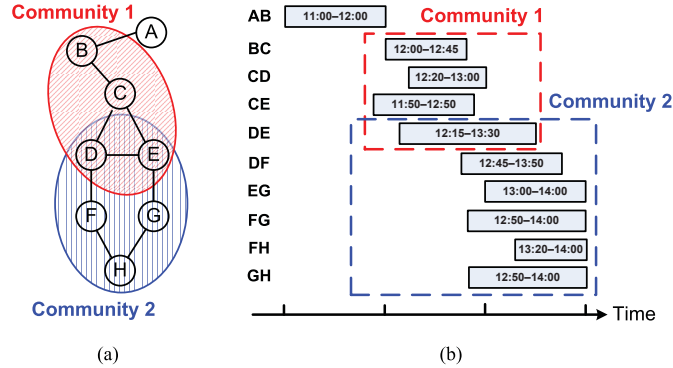 Community 1
A
B
C
D
E
F
G
H
Community 2
(a)
AB 11:00–12:00
Community 1
BC 12:00–12:45
CD 12:20–13:00
CE 11:50–12:50
Community 2
DE 12:15–13:30
DF 12:45–13:50
EG 13:00–14:00
FG 12:50–14:00
FH 13:20–14:00
GH 12:50–14:00
Time
(b)